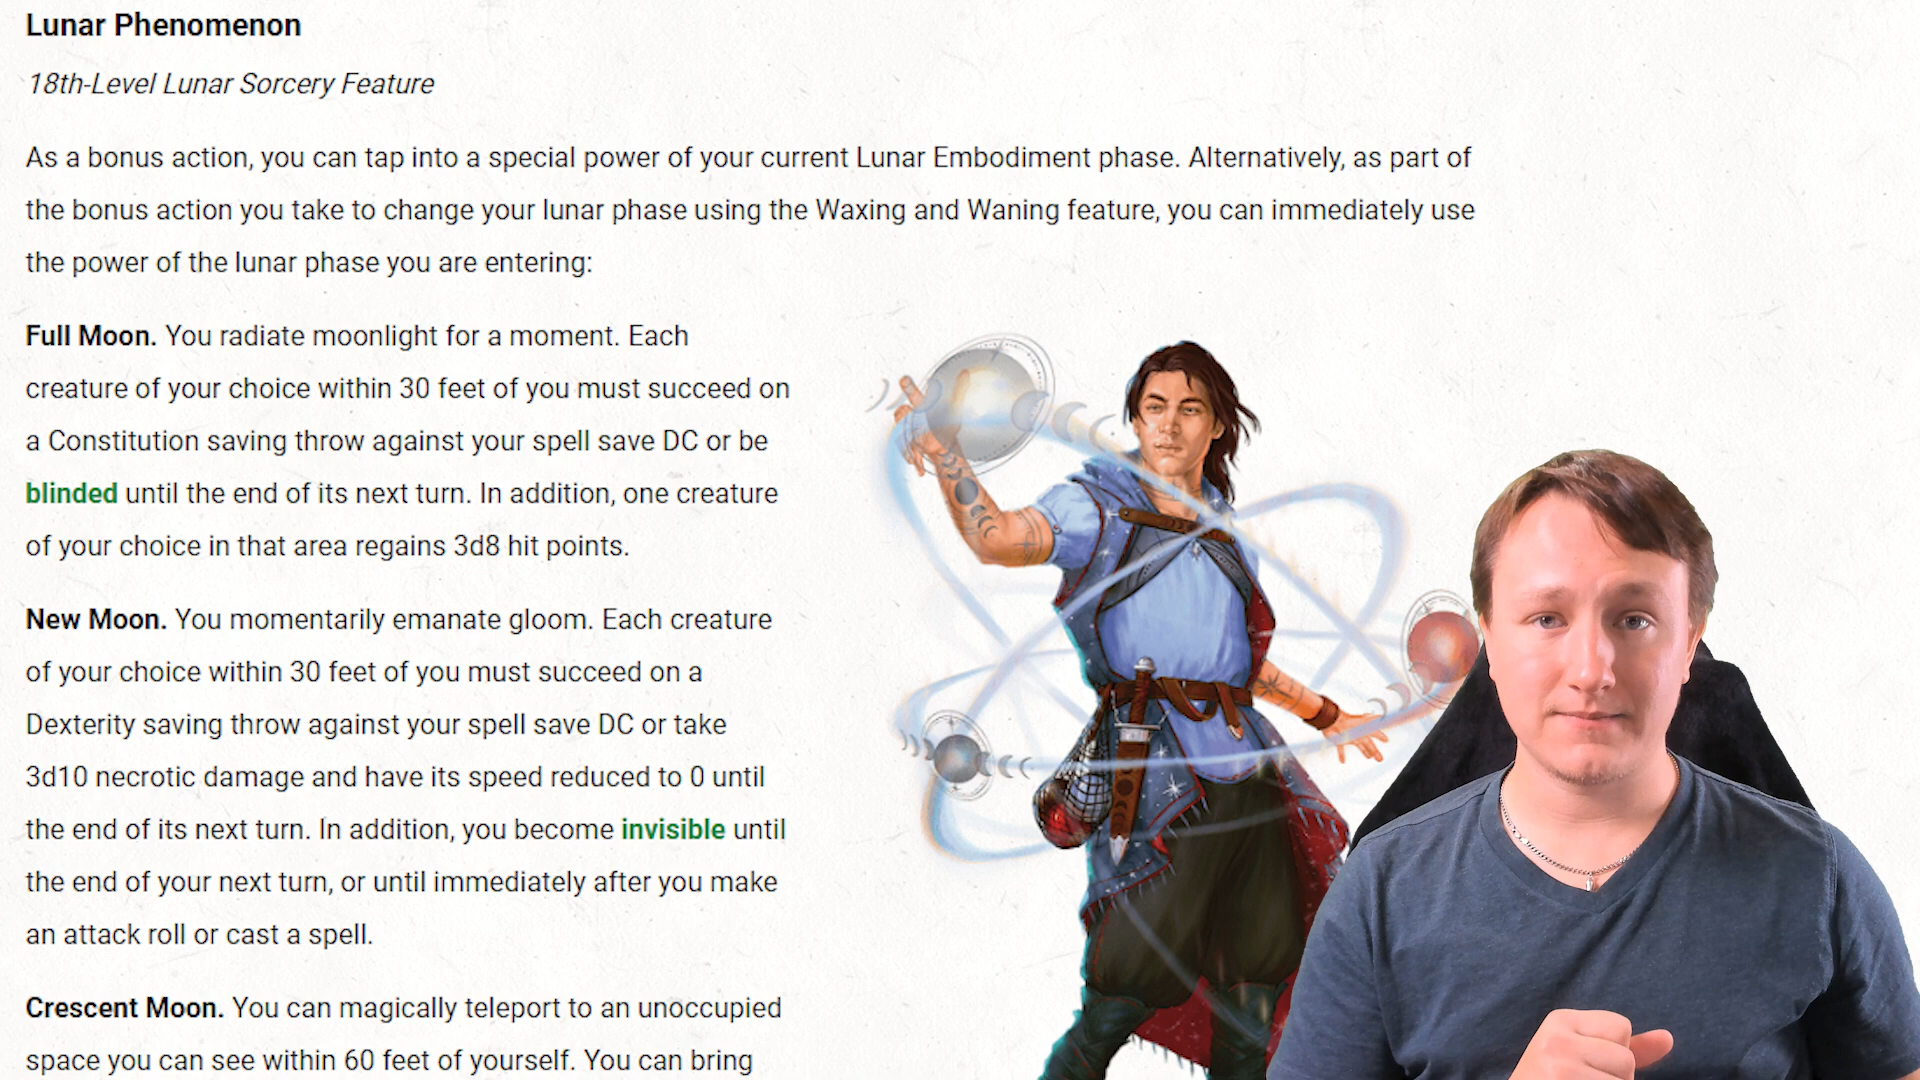 Lunar Phenomenon
18th-Level Lunar Sorcery Feature
As a bonus action, you can tap into a special power of your current Lunar Embodiment phase. Alternatively, as part of
the bonus action you take to change your lunar phase using the Waxing and Waning feature, you can immediately use
the power of the lunar phase you are entering:
Full Moon. You radiate moonlight for a moment. Each
creature of your choice within 30 feet of you must succeed on
a Constitution saving throw against your spell save DC or be
blinded until the end of its next turn. In addition, one creature
of your choice in that area regains 3d8 hit points.
New Moon. You momentarily emanate gloom. Each creature
of your choice within 30 feet of you must succeed on a
Dexterity saving throw against your spell save DC or take
3d10 necrotic damage and have its speed reduced to 0 until
the end of its next turn. In addition, you become invisible until
the end of your next turn, or until immediately after you make
an attack roll or cast a spell.
Crescent Moon. You can magically teleport to an unoccupied
space you can see within 60 feet of yourself. You can bring